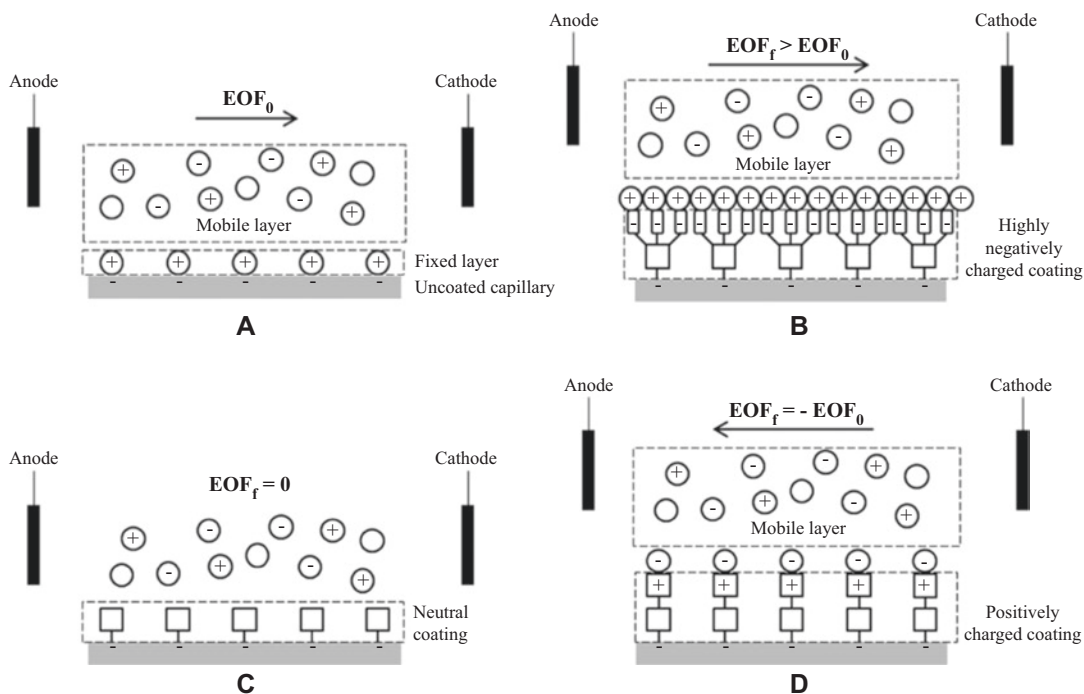 Anode
Cathode
EOF0
+
-
-
+
-
+
-
+
Mobile layer
+ + + + +
Fixed layer
- - - - -
Uncoated capillary
A
Anode
Cathode
EOFf > EOF0
+
-
-
+
-
+
-
+
Mobile layer
+ + + + + + + + + + + + + + +
- - - - - - - - - - - - - - -
Highly
negatively
charged coating
- - - - -
B
Anode
Cathode
EOFf = 0
+
-
-
+
-
+
-
+
Neutral
coating
- - - - -
C
Anode
Cathode
EOFf = - EOF0
+
-
-
+
-
+
-
+
Mobile layer
- - - - -
+ + + + +
Positively
charged coating
- - - - -
D